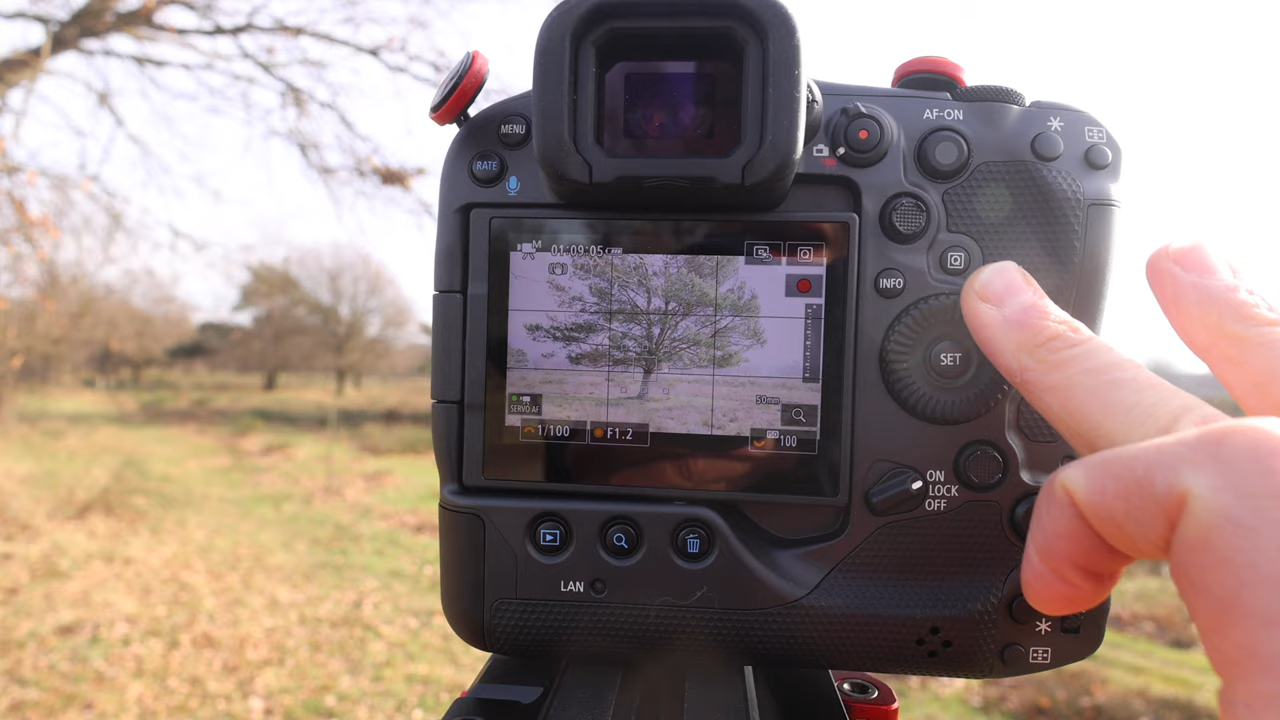 AF-ON
MENU
RATE
M
01:09:05
Q
Q
INFO
SET
SERVO AF
50mm
1/100
F1.2
ISO 100
ON
LOCK
OFF
LAN